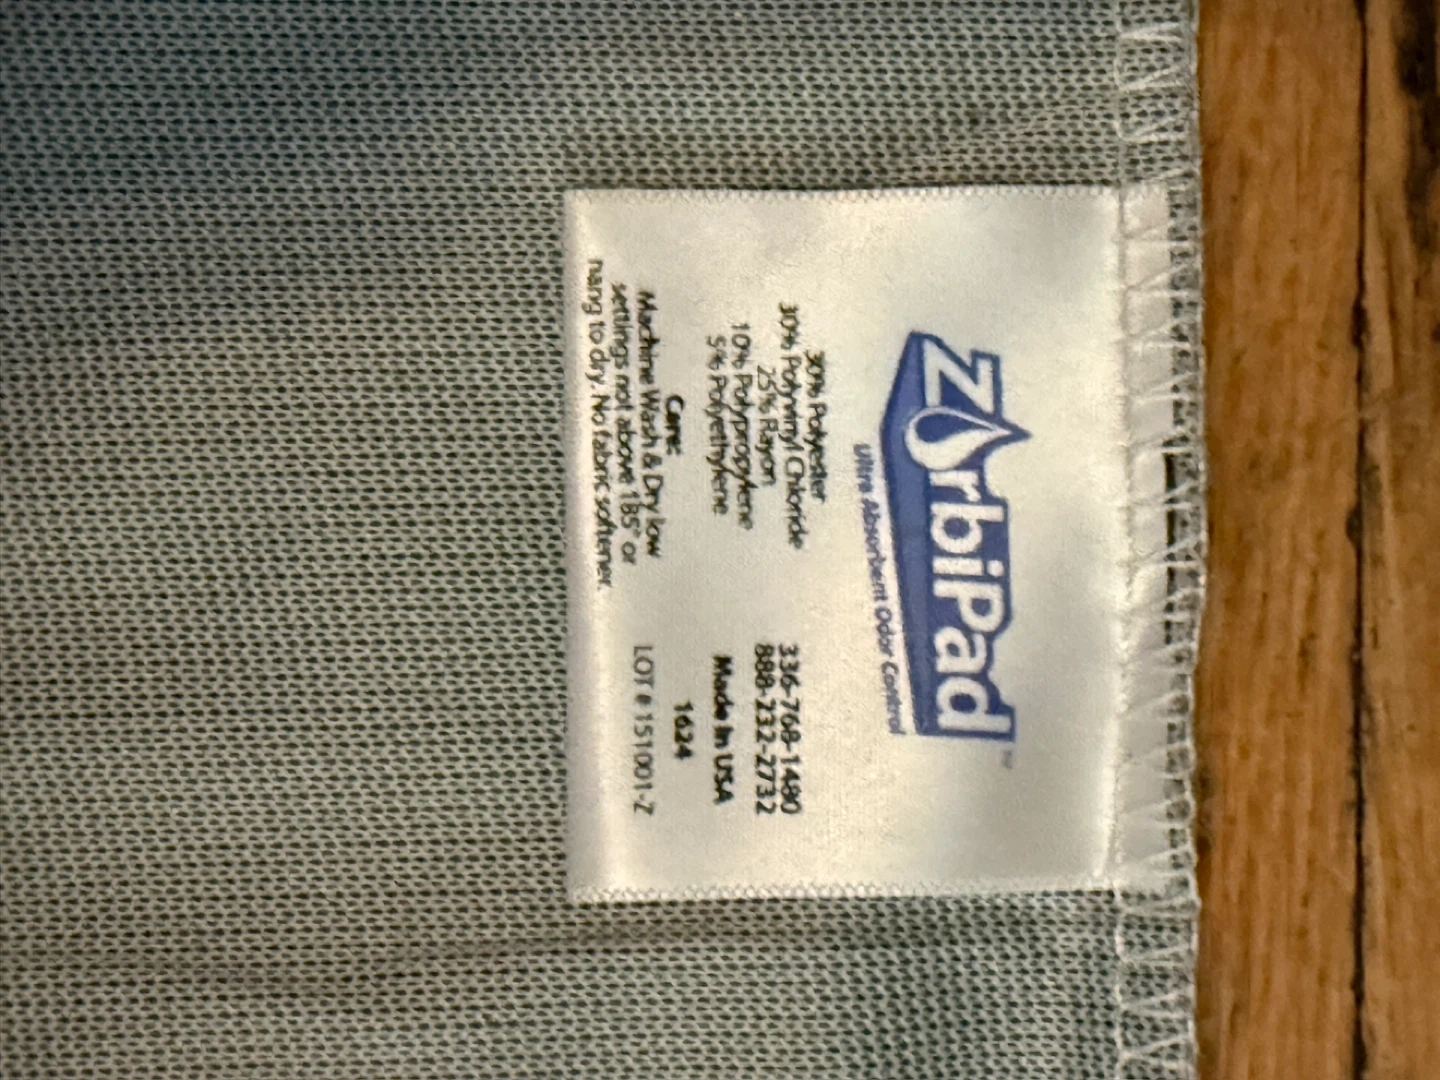 ZorbiPad™
Ultra Absorbent Odor Control
30% Polyester
30% Polyvinyl Chloride
25% Rayon
10% Polypropylene
5% Polyethylene
Care:
Machine Wash & Dry low
settings not above 185° or
hang to dry. No fabric softener.
336-768-1480
888-232-2732
Made In USA
1624
LOT # 151001-Z